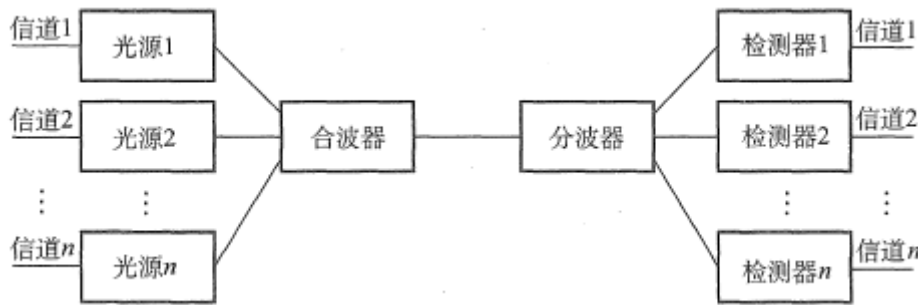 信道1
光源1
检测器1
信道1
信道2
光源2
合波器
分波器
检测器2
信道2
⋮
⋮
⋮
⋮
信道n
光源n
检测器n
信道n